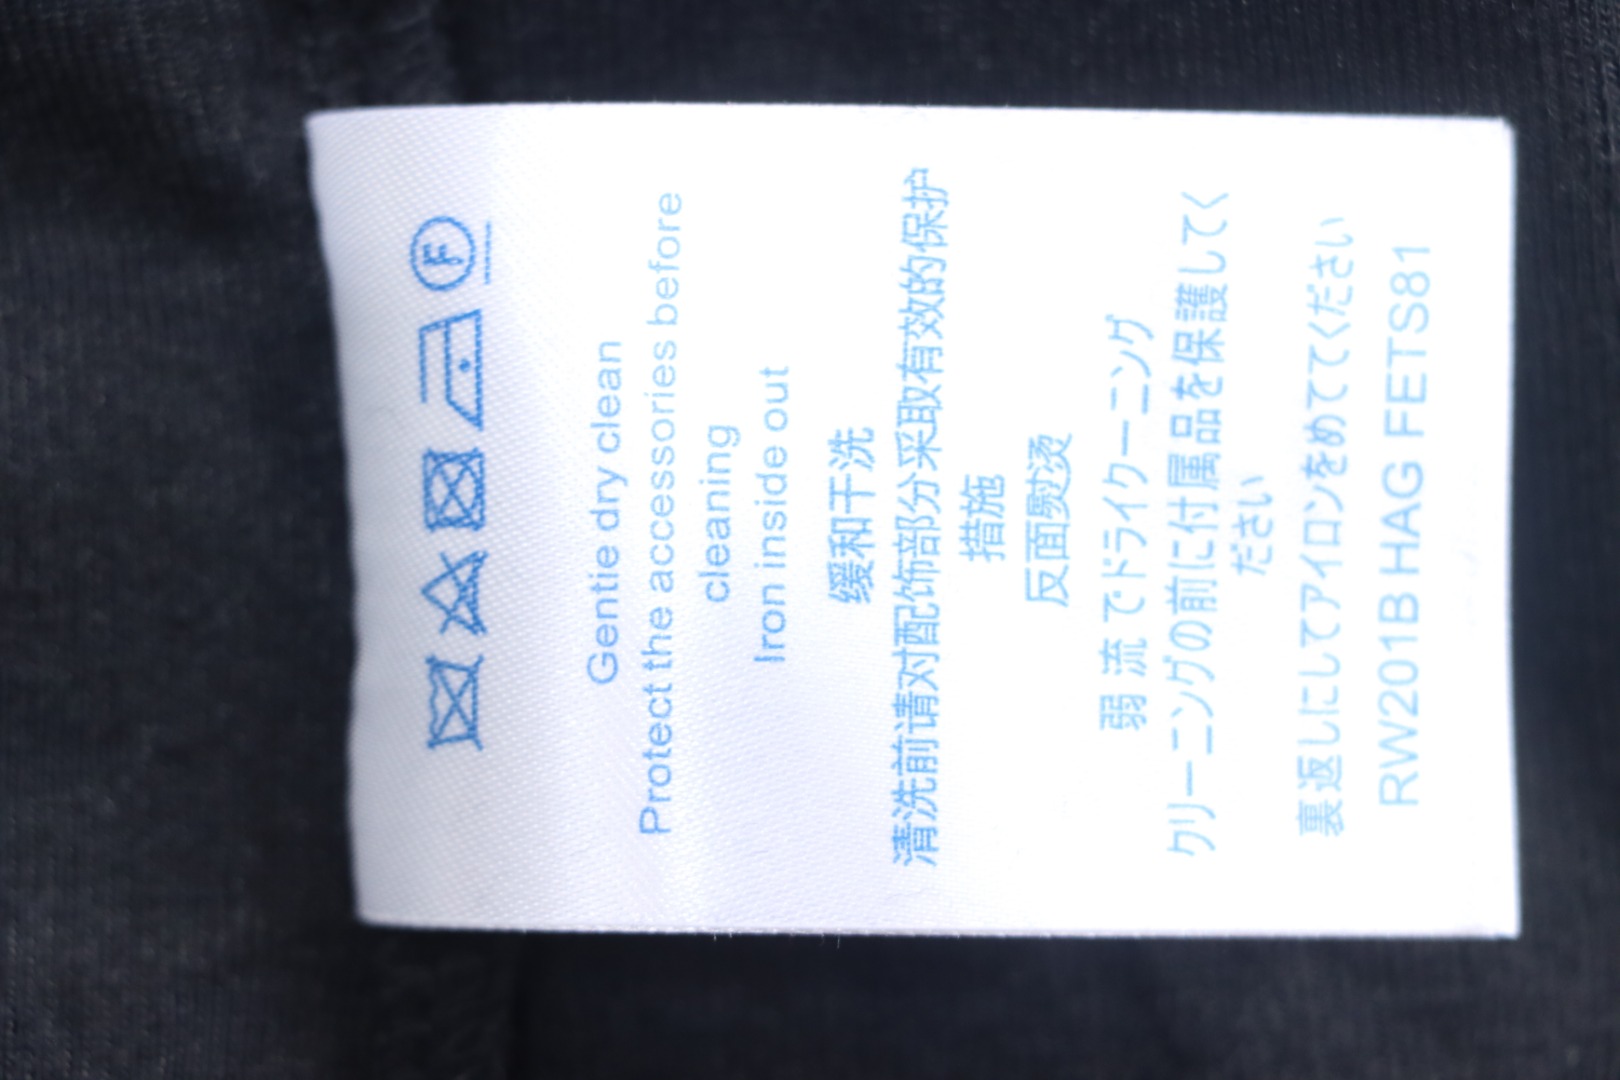 F
Gentie dry clean
Protect the accessories before
cleaning
Iron inside out
缓和干洗
清洗前请对配饰部分采取有效的保护
措施
反面熨烫
弱 流 でドライクーニング
クリーニングの前に付属品を保護してく
ださい
裏返しにしてアイロンをめててください
RW201B HAG FETS81